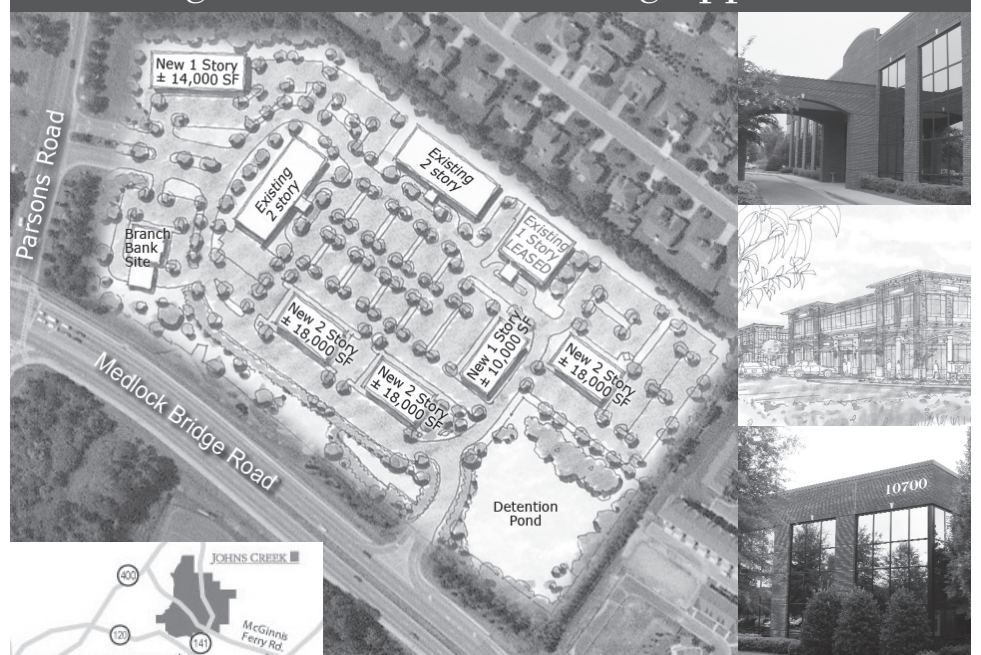 New 1 Story
± 14,000 SF
Parsons Road
Existing
2 story
Existing
2 story
Existing
1 Story
LEASED
Branch
Bank
Site
New 2 Story
± 18,000 SF
New 2 Story
± 18,000 SF
New 1 Story
± 10,000 SF
New 2 Story
± 18,000 SF
Medlock Bridge Road
Detention
Pond
10700
JOHNS CREEK
400
120
141
McGinnis
Ferry Rd.